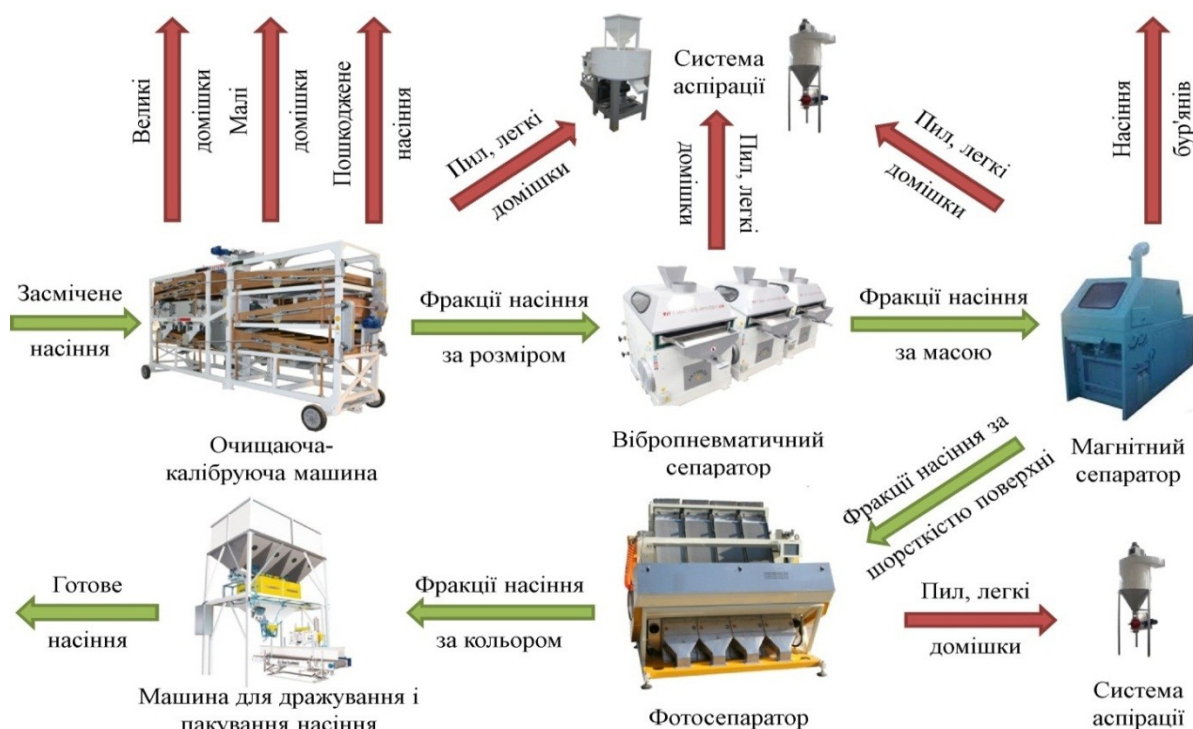 Великі
домішки
Малі
домішки
Пошкоджене
насіння
Пил, легкі
домішки
Система
аспірації
Пил, легкі
домішки
Пил, легкі
домішки
Насіння
бур'янів
Засмічене
насіння
Фракції насіння
за розміром
Фракції насіння
за масою
Очищаюча-
калібруюча машина
Вібропневматичний
сепаратор
Магнітний
сепаратор
Фракції насіння за
шорсткістю поверхні
Готове
насіння
Фракції насіння
за кольором
Пил, легкі
домішки
Машина для дражування і
пакування насіння
Фотосепаратор
Система
аспірації